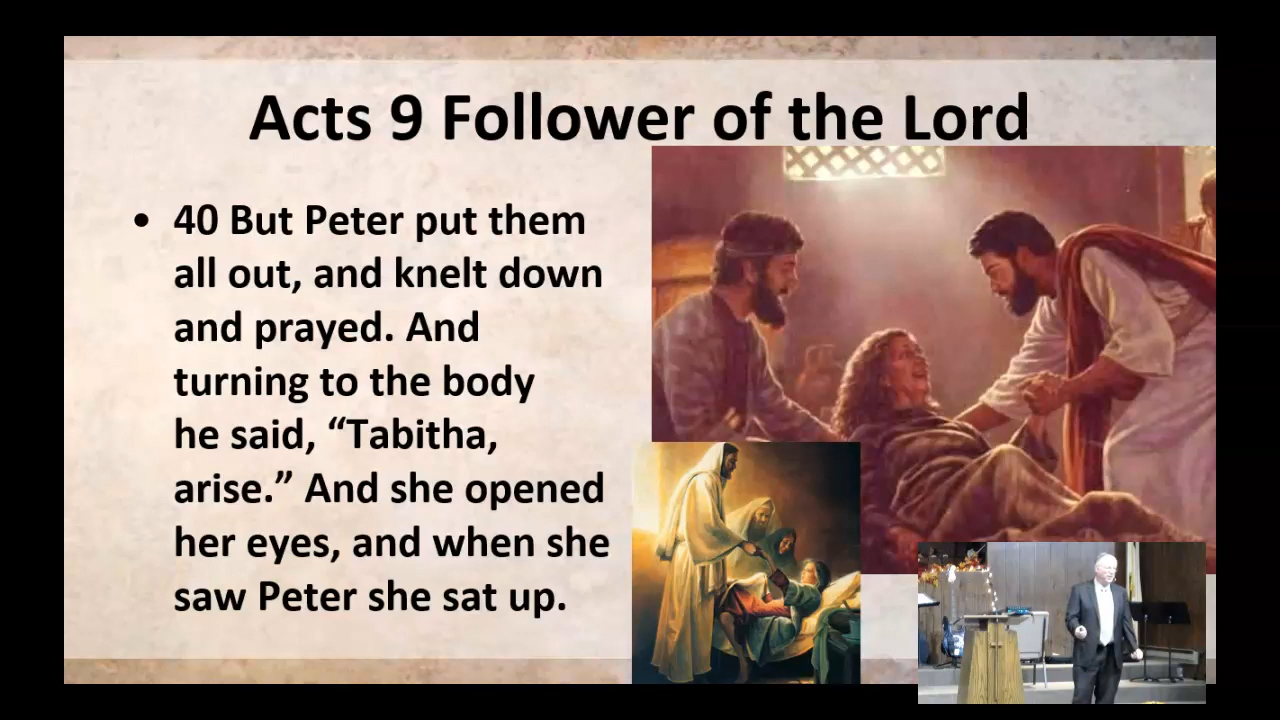 Acts 9 Follower of the Lord
• 40 But Peter put them
all out, and knelt down
and prayed. And
turning to the body
he said, “Tabitha,
arise.” And she opened
her eyes, and when she
saw Peter she sat up.